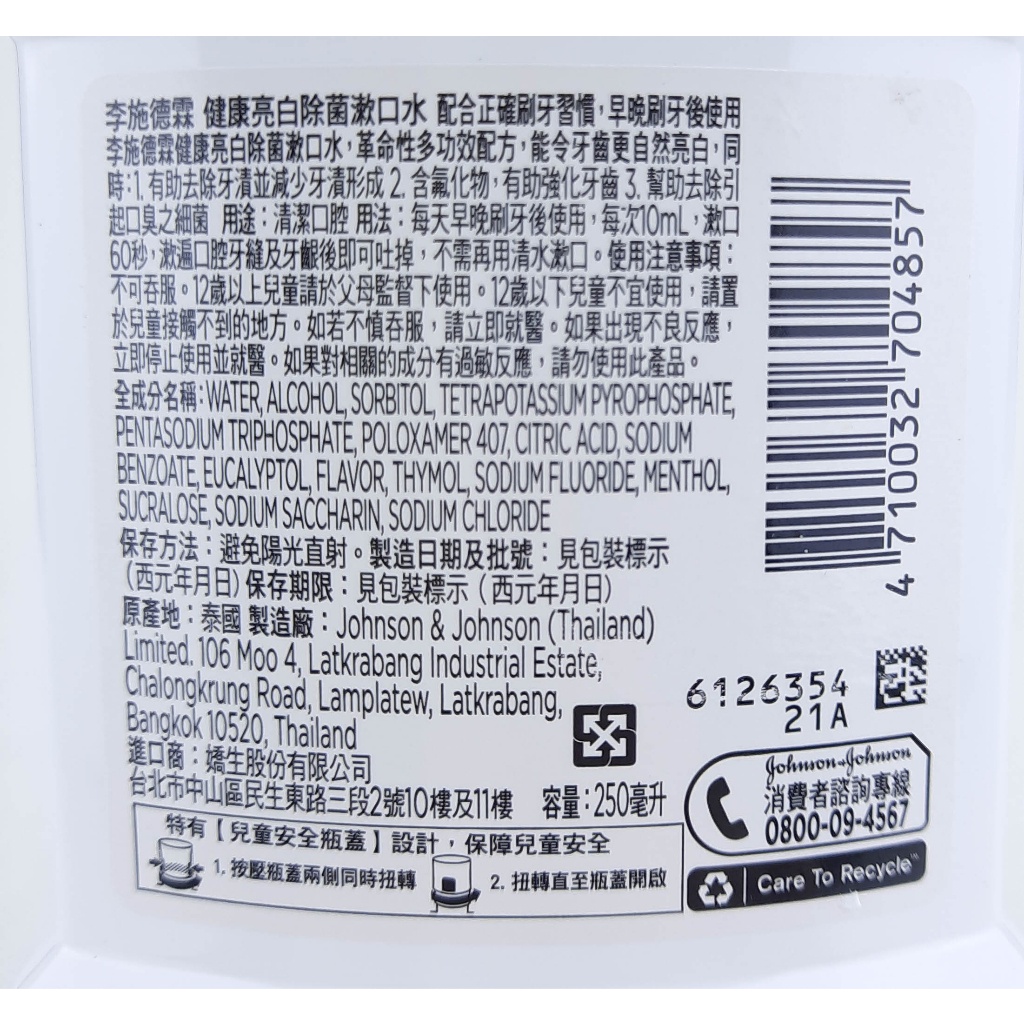 李施德霖 健康亮白除菌漱口水 配合正確刷牙習慣，早晚刷牙後使用
李施德霖健康亮白除菌漱口水，革命性多功效配方，能令牙齒更自然亮白，同
時：1. 有助去除牙漬並減少牙漬形成 2. 含氟化物，有助強化牙齒 3. 幫助去除引
起口臭之細菌 用途：清潔口腔 用法：每天早晚刷牙後使用，每次10mL，漱口
60秒，漱遍口腔牙縫及牙齦後即可吐掉，不需再用清水漱口。使用注意事項：
不可吞服。12歲以上兒童請於父母監督下使用。12歲以下兒童不宜使用，請置
於兒童接觸不到的地方。如若不慎吞服，請立即就醫。如果出現不良反應，
立即停止使用並就醫。如果對相關的成分有過敏反應，請勿使用此產品。
全成分名稱：WATER, ALCOHOL, SORBITOL, TETRAPOTASSIUM PYROPHOSPHATE,
PENTASODIUM TRIPHOSPHATE, POLOXAMER 407, CITRIC ACID, SODIUM
BENZOATE, EUCALYPTOL, FLAVOR, THYMOL, SODIUM FLUORIDE, MENTHOL,
SUCRALOSE, SODIUM SACCHARIN, SODIUM CHLORIDE
保存方法：避免陽光直射。製造日期及批號：見包裝標示
（西元年月日）保存期限：見包裝標示（西元年月日）
原產地：泰國 製造廠：Johnson & Johnson (Thailand)
Limited. 106 Moo 4, Latkrabang Industrial Estate,
Chalongkrung Road, Lamplatew, Latkrabang,
Bangkok 10520, Thailand
進口商：嬌生股份有限公司
台北市中山區民生東路三段2號10樓及11樓 容量：250毫升
特有【兒童安全瓶蓋】設計，保障兒童安全
1. 按壓瓶蓋兩側同時扭轉 2. 扭轉直至瓶蓋開啟
4 710032 704857
6126354
21A
Johnson & Johnson
消費者諮詢專線
0800-09-4567
Care To Recycle™